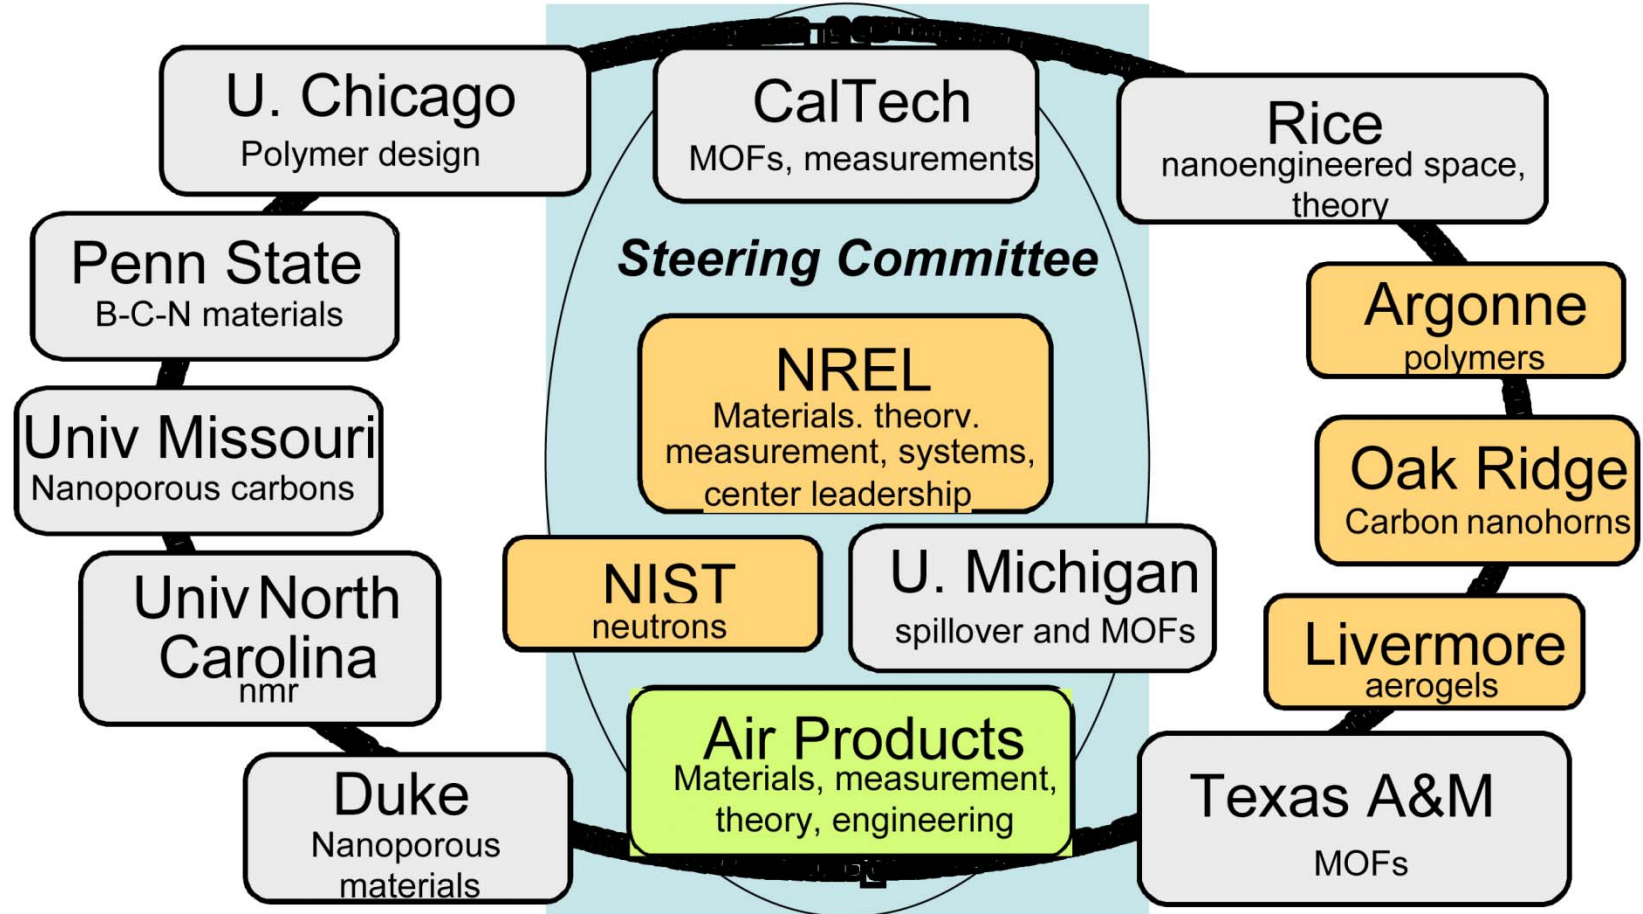 U. Chicago
Polymer design
CalTech
MOFs, measurements
Rice
nanoengineered space,
theory
Penn State
B-C-N materials
Steering Committee
Argonne
polymers
NREL
Materials. theorv.
measurement, systems,
center leadership
Univ Missouri
Nanoporous carbons
Oak Ridge
Carbon nanohorns
NIST
neutrons
U. Michigan
spillover and MOFs
Univ North
Carolina
nmr
Livermore
aerogels
Air Products
Materials, measurement,
theory, engineering
Duke
Nanoporous
materials
Texas A&M
MOFs